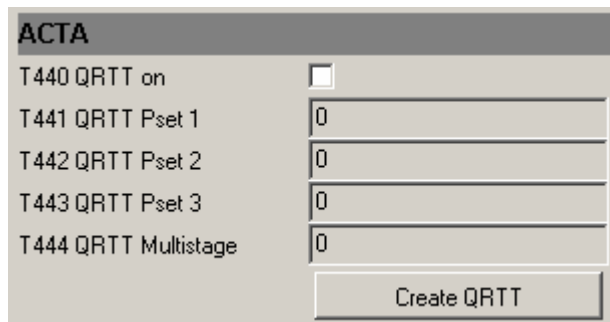 ACTA
T440 QRTT on
T441 QRTT Pset 1 0
T442 QRTT Pset 2 0
T443 QRTT Pset 3 0
T444 QRTT Multistage 0
Create QRTT